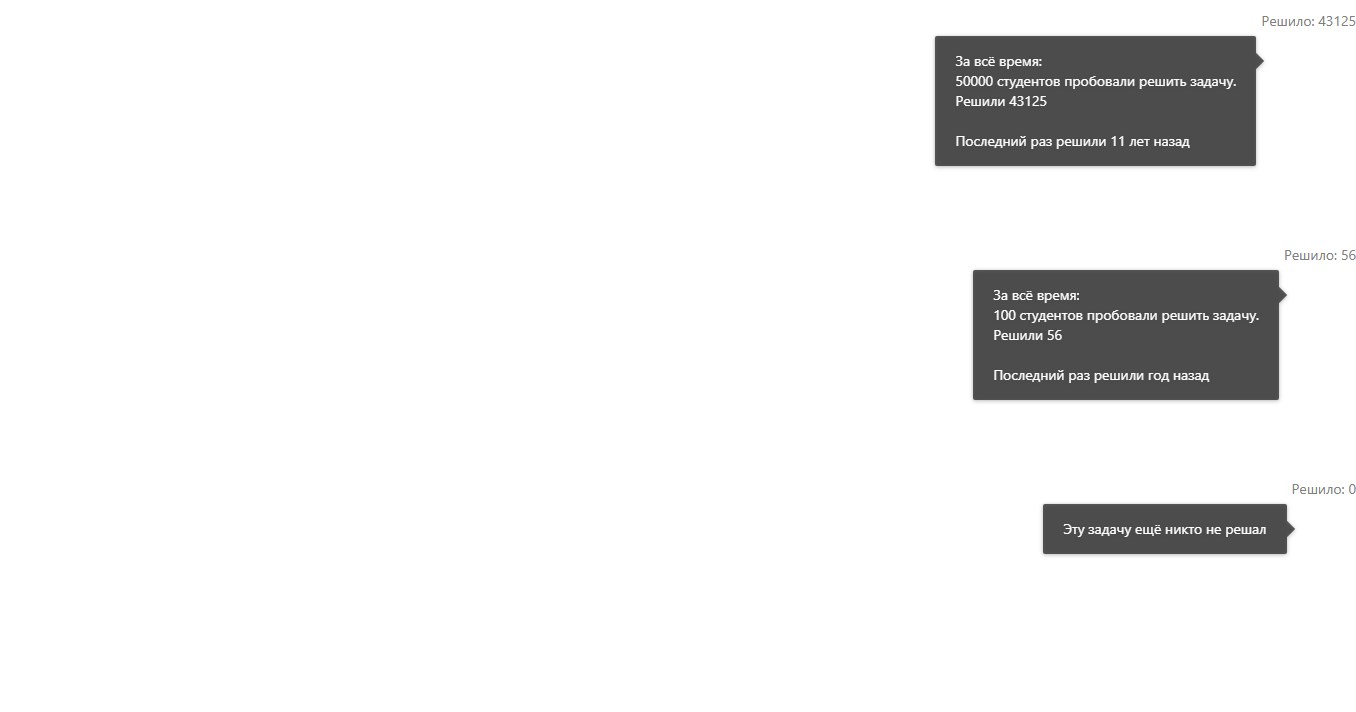 Решило: 43125
За всё время:
50000 студентов пробовали решить задачу.
Решили 43125
Последний раз решили 11 лет назад
Решило: 56
За всё время:
100 студентов пробовали решить задачу.
Решили 56
Последний раз решили год назад
Решило: 0
Эту задачу ещё никто не решал